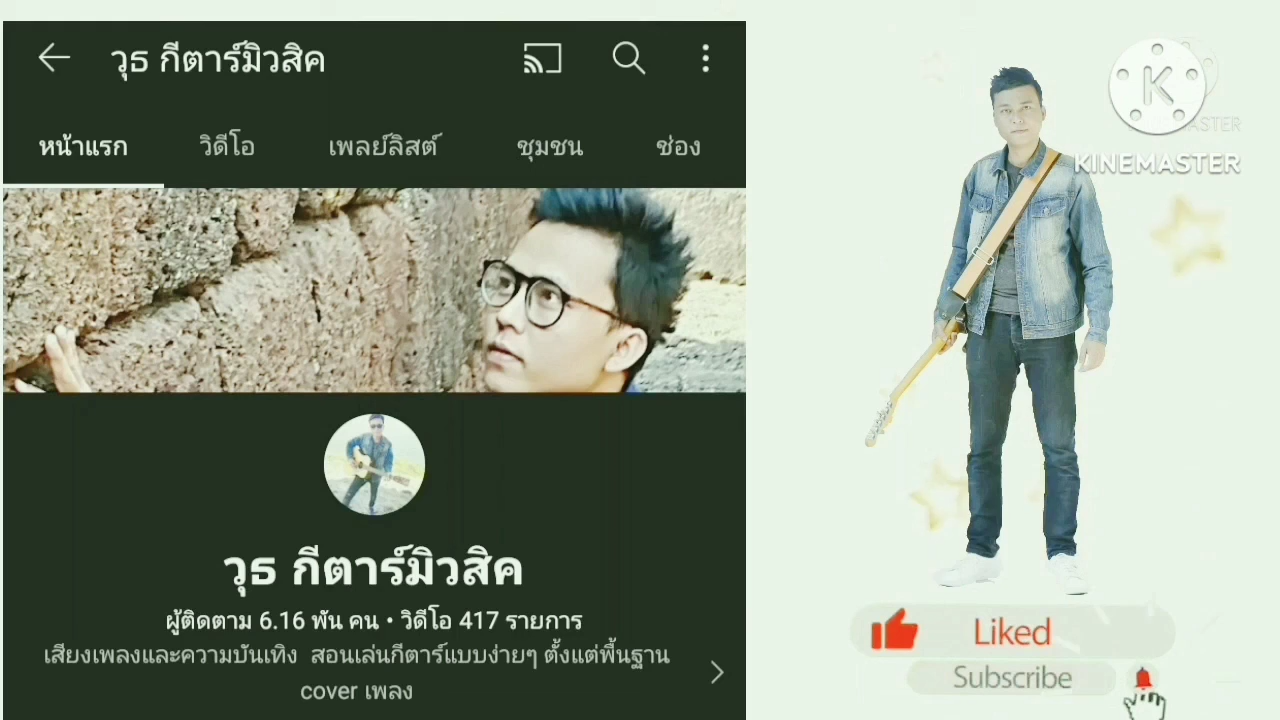 วุธ กีตาร์มิวสิค
หน้าแรก วิดีโอ เพลย์ลิสต์ ชุมชน ช่อง
วุธ กีตาร์มิวสิค
ผู้ติดตาม 6.16 พัน คน • วิดีโอ 417 รายการ
เสียงเพลงและความบันเทิง สอนเล่นกีตาร์แบบง่ายๆ ตั้งแต่พื้นฐาน
cover เพลง
K
KINEMASTER
Liked
Subscribe